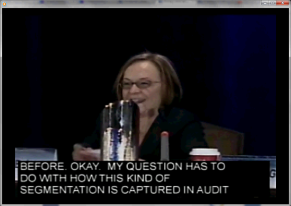 BEFORE. OKAY.  MY QUESTION HAS TO
DO WITH HOW THIS KIND OF
SEGMENTATION IS CAPTURED IN AUDIT